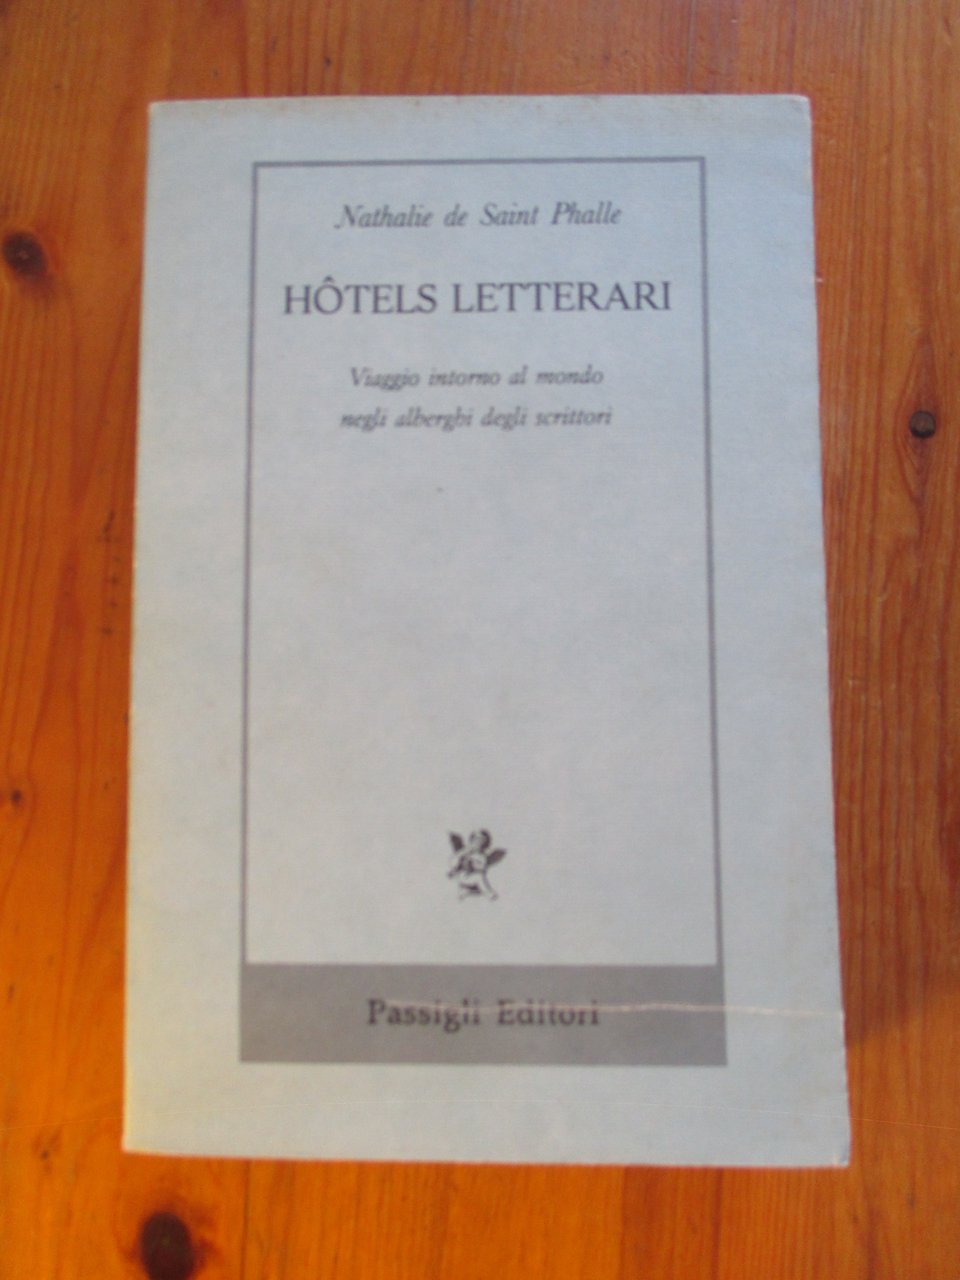 Nathalie de Saint Phalle
HÔTELS LETTERARI
Viaggio intorno al mondo
negli alberghi degli scrittori
Passigli Editori